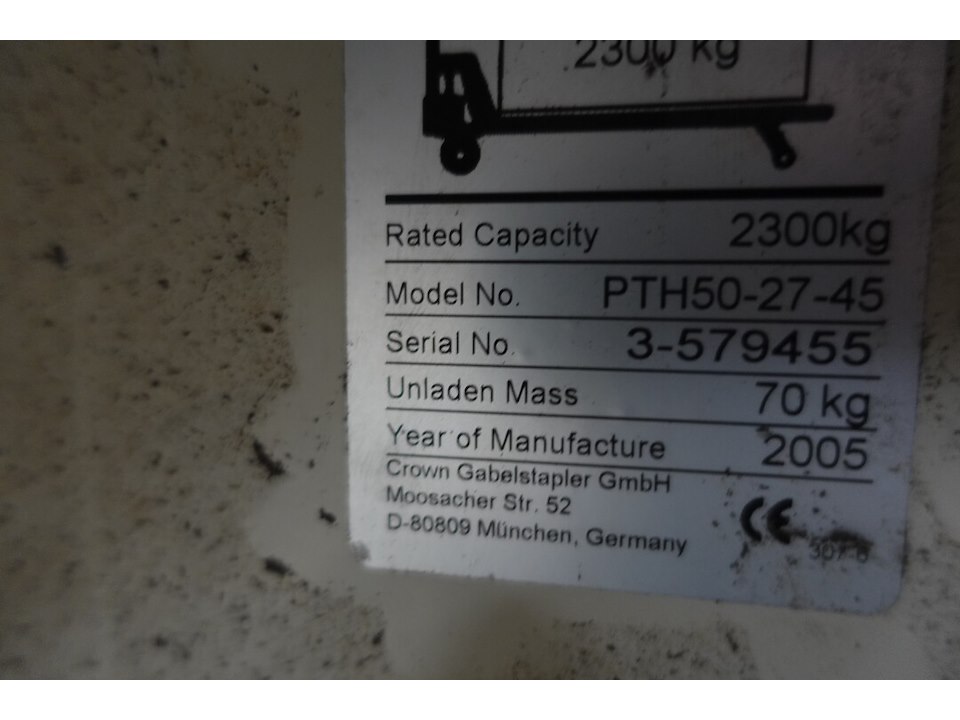 2300 kg
Rated Capacity 2300kg
Model No. PTH50-27-45
Serial No. 3-579455
Unladen Mass 70 kg
Year of Manufacture 2005
Crown Gabelstapler GmbH
Moosacher Str. 52
D-80809 München, Germany
CE